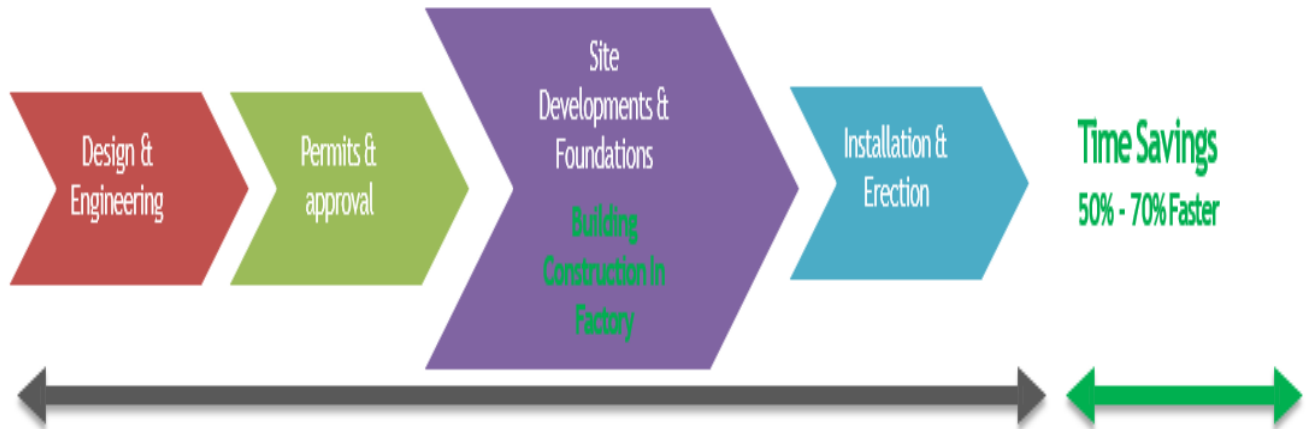 Design &
Engineering
Permits &
approval
Site
Developments &
Foundations
Building
Construction In
Factory
Installation &
Erection
Time Savings
50% - 70% Faster